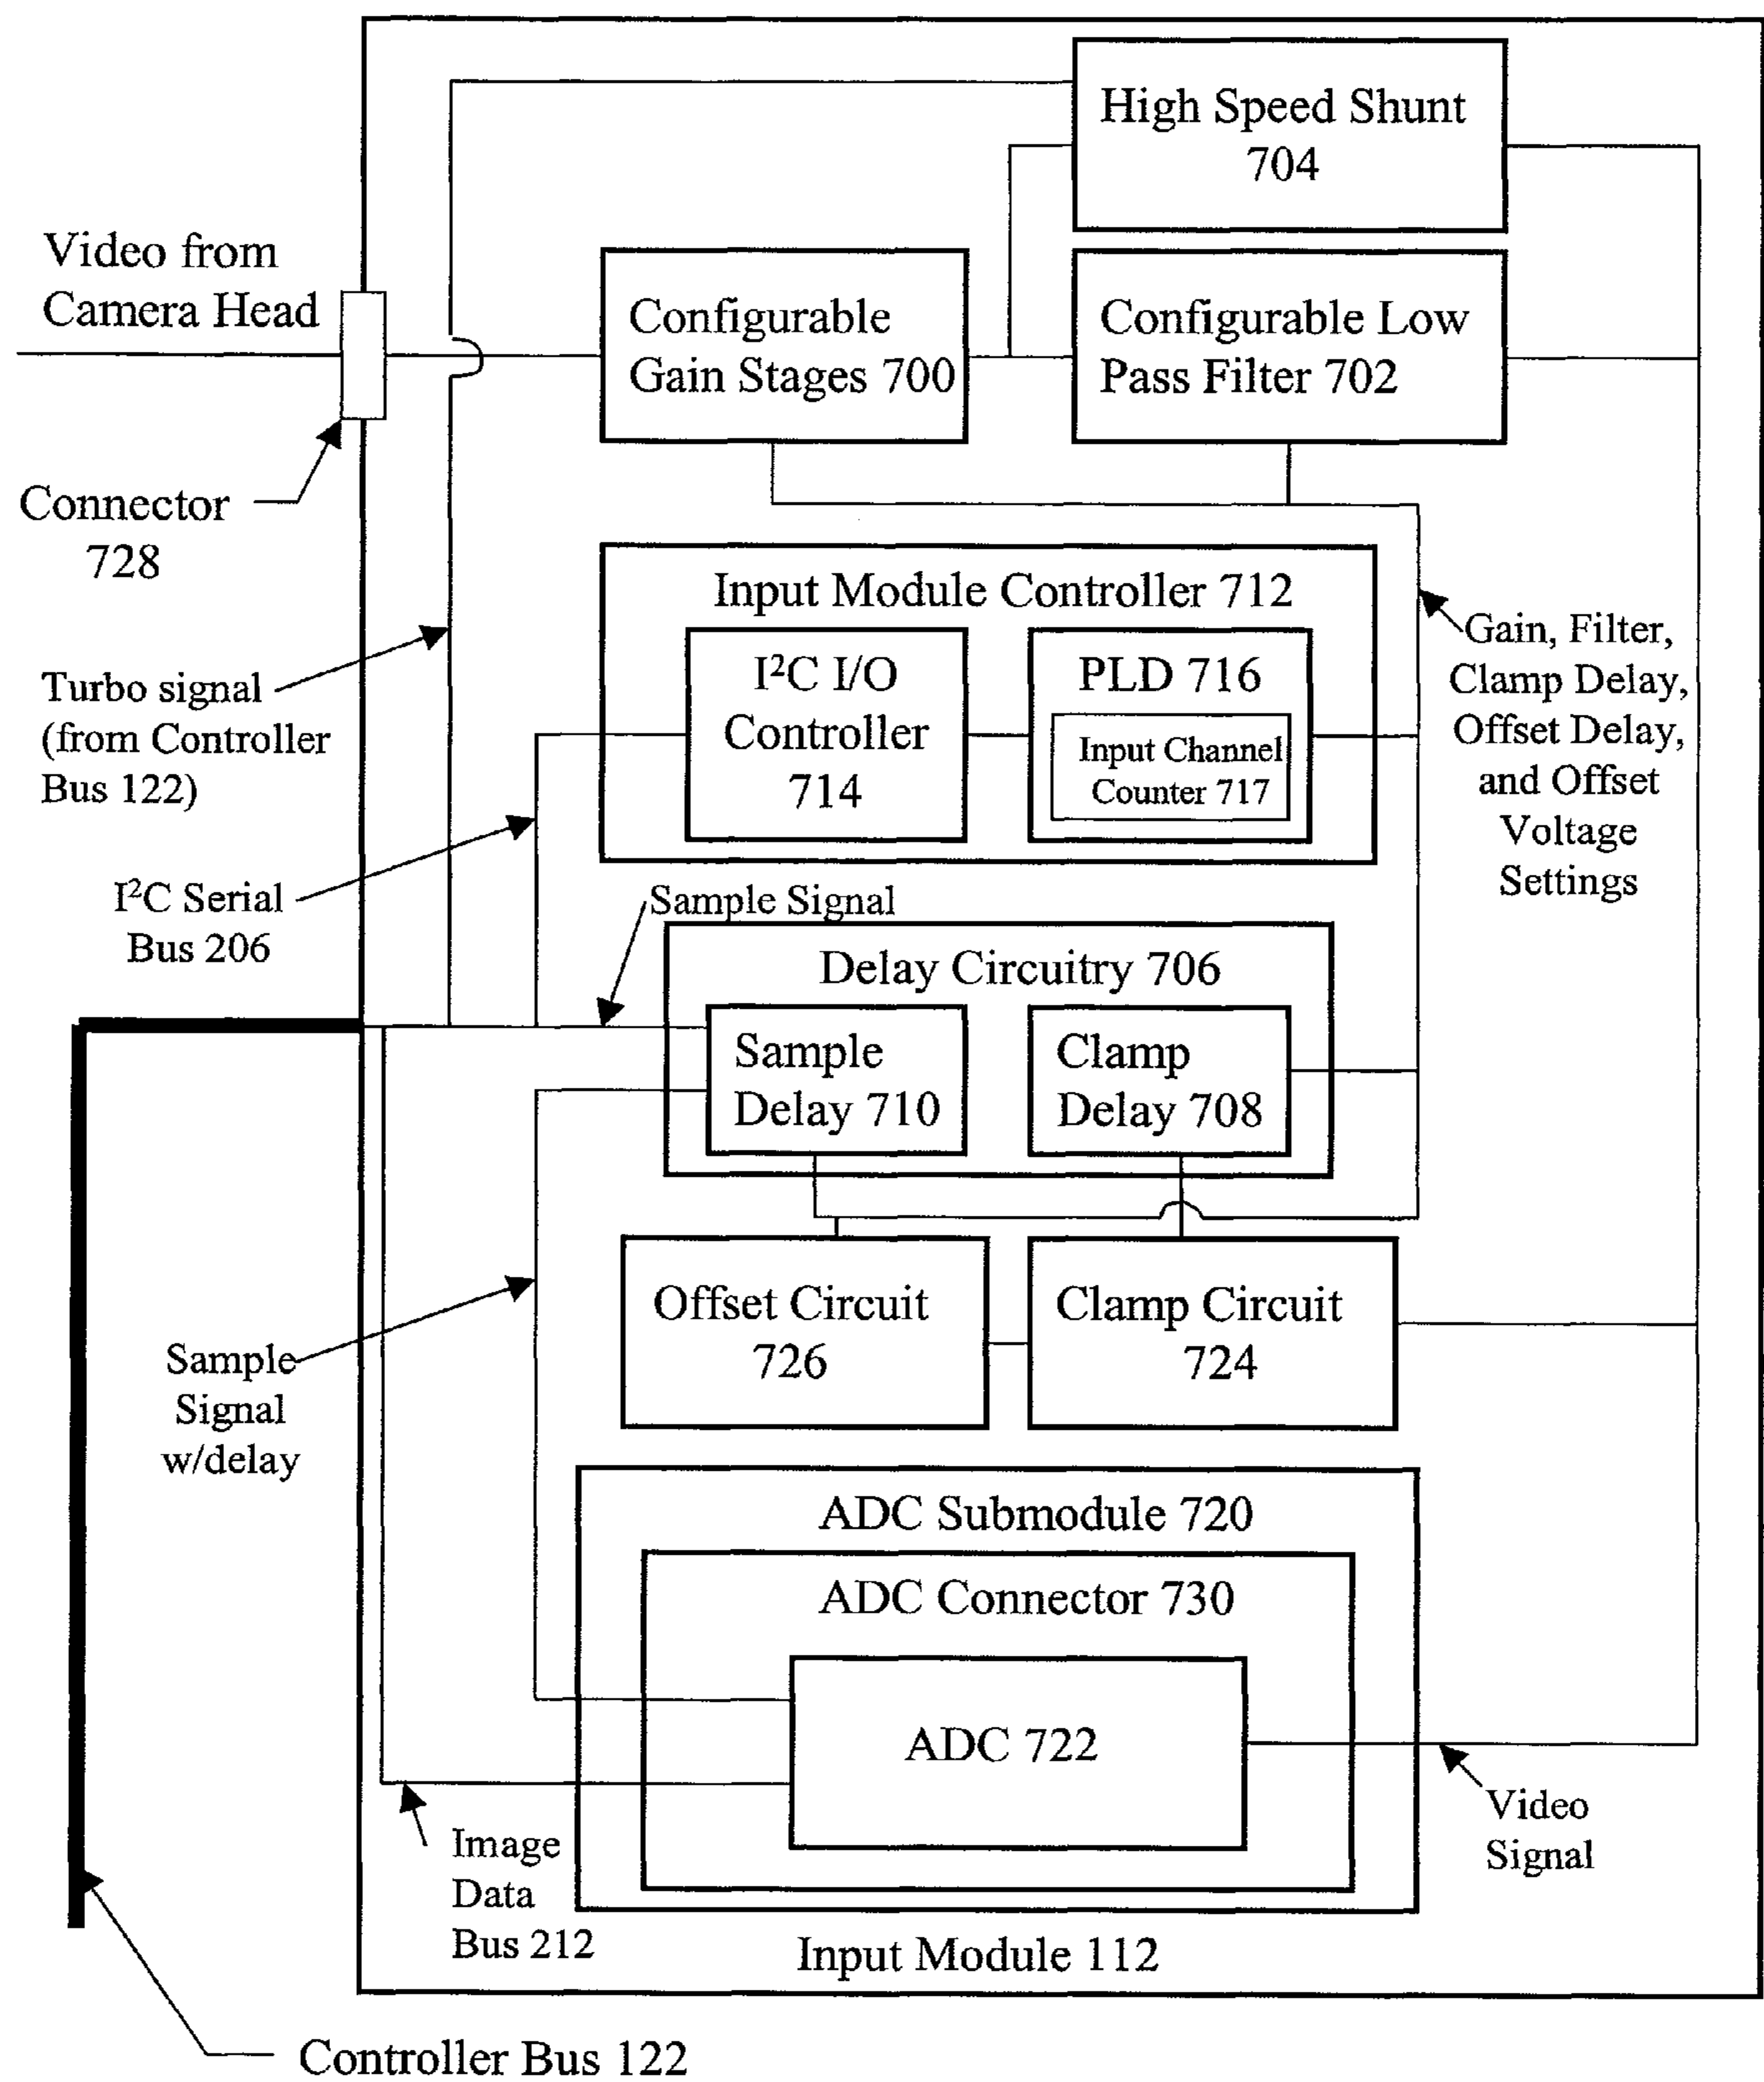 High Speed Shunt
704
Video from
Camera Head
Configurable
Gain Stages 700
Configurable Low
Pass Filter 702
Connector
728
Input Module Controller 712
I²C I/O
Controller
714
PLD 716
Input Channel
Counter 717
Gain, Filter,
Clamp Delay,
Offset Delay,
and Offset
Voltage
Settings
Turbo signal
(from Controller
Bus 122)
I²C Serial
Bus 206
Sample Signal
Delay Circuitry 706
Sample
Delay 710
Clamp
Delay 708
Offset Circuit
726
Clamp Circuit
724
Sample
Signal
w/delay
ADC Submodule 720
ADC Connector 730
ADC 722
Video
Signal
Image
Data
Bus 212
Input Module 112
Controller Bus 122